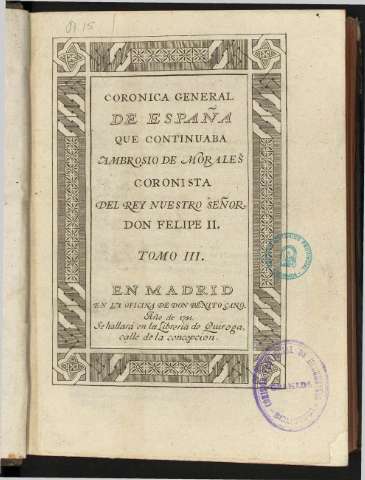 CORONICA GENERAL
DE ESPAÑA
QUE CONTINUABA
AMBROSIO DE MORALES
CORONISTA
DEL REY NUESTRO SEÑOR
DON FELIPE II.
TOMO III.
EN MADRID
EN LA OFICINA DE DON BENITO CANO.
Año de 1791.
Se hallará en la Libreria de Quiroga,
calle de la concepcion.
GRANADA